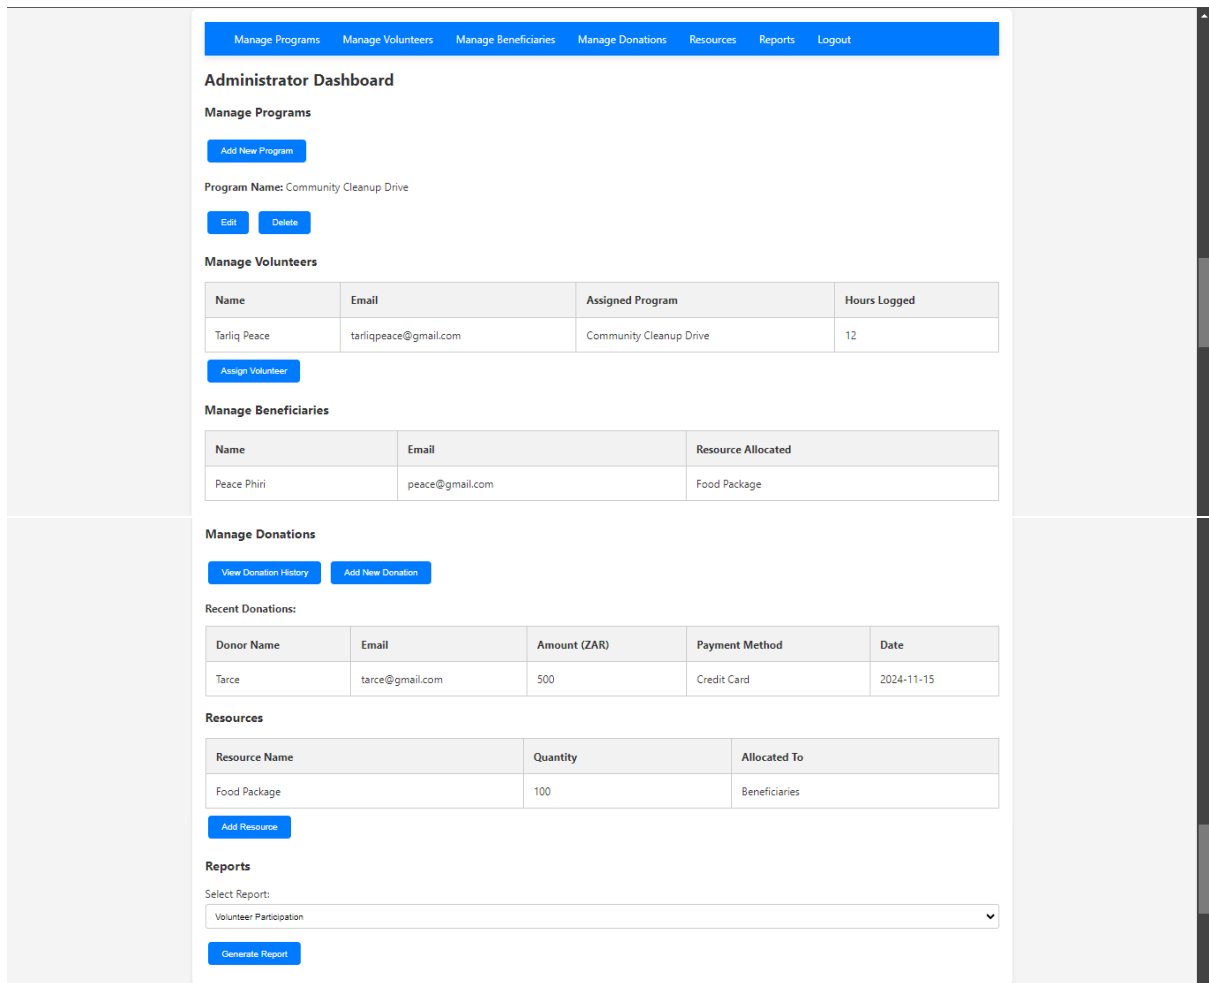 Manage Programs Manage Volunteers Manage Beneficiaries Manage Donations Resources Reports Logout
Administrator Dashboard
Manage Programs
Add New Program
Program Name: Community Cleanup Drive
Edit Delete
Manage Volunteers
Name Email Assigned Program Hours Logged
Tarliq Peace tarliqpeace@gmail.com Community Cleanup Drive 12
Assign Volunteer
Manage Beneficiaries
Name Email Resource Allocated
Peace Phiri peace@gmail.com Food Package
Manage Donations
View Donation History Add New Donation
Recent Donations:
Donor Name Email Amount (ZAR) Payment Method Date
Tarce tarce@gmail.com 500 Credit Card 2024-11-15
Resources
Resource Name Quantity Allocated To
Food Package 100 Beneficiaries
Add Resource
Reports
Select Report:
Volunteer Participation
Generate Report